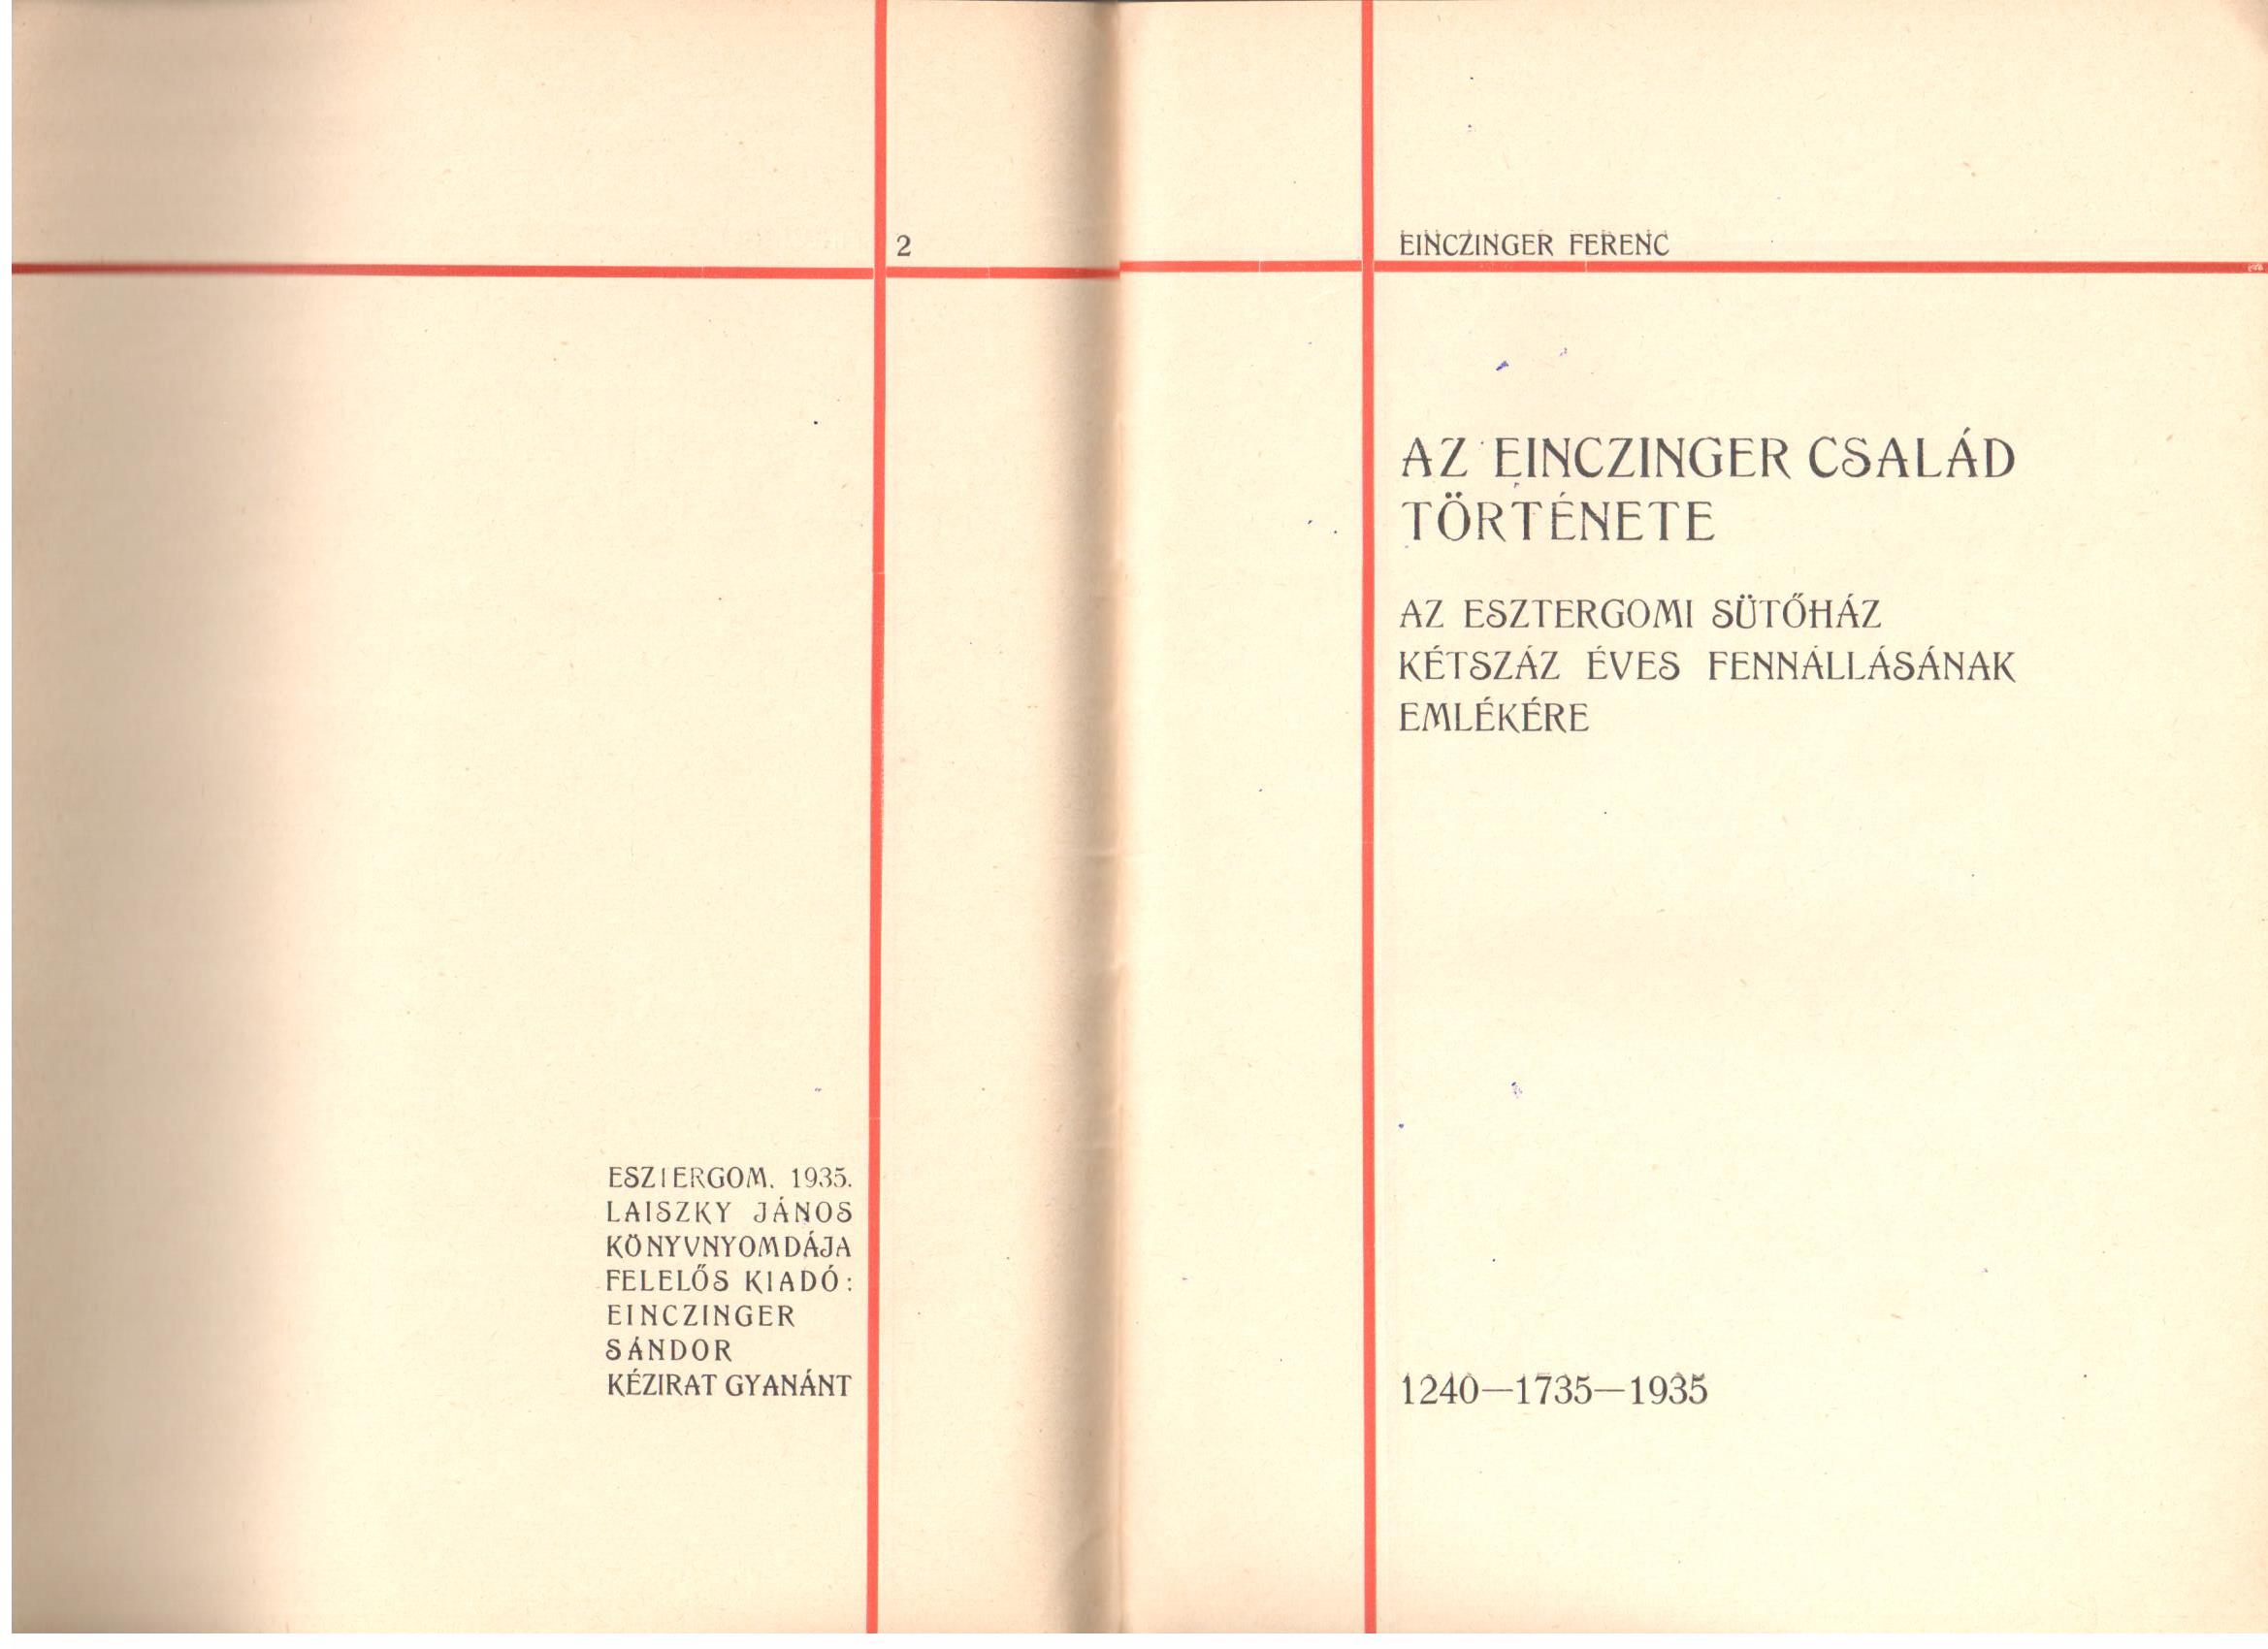 2
ESZTERGOM. 1935.
LAISZKY JÁNOS
KÖNYVNYOMDÁJA
FELELŐS KIADÓ:
EINCZINGER
SÁNDOR
KÉZIRAT GYANÁNT
EINCZINGER FERENC
AZ EINCZINGER CSALÁD
TÖRTÉNETE
AZ ESZTERGOMI SÜTŐHÁZ
KÉTSZÁZ ÉVES FENNÁLLÁSÁNAK
EMLÉKÉRE
1240—1735—1935